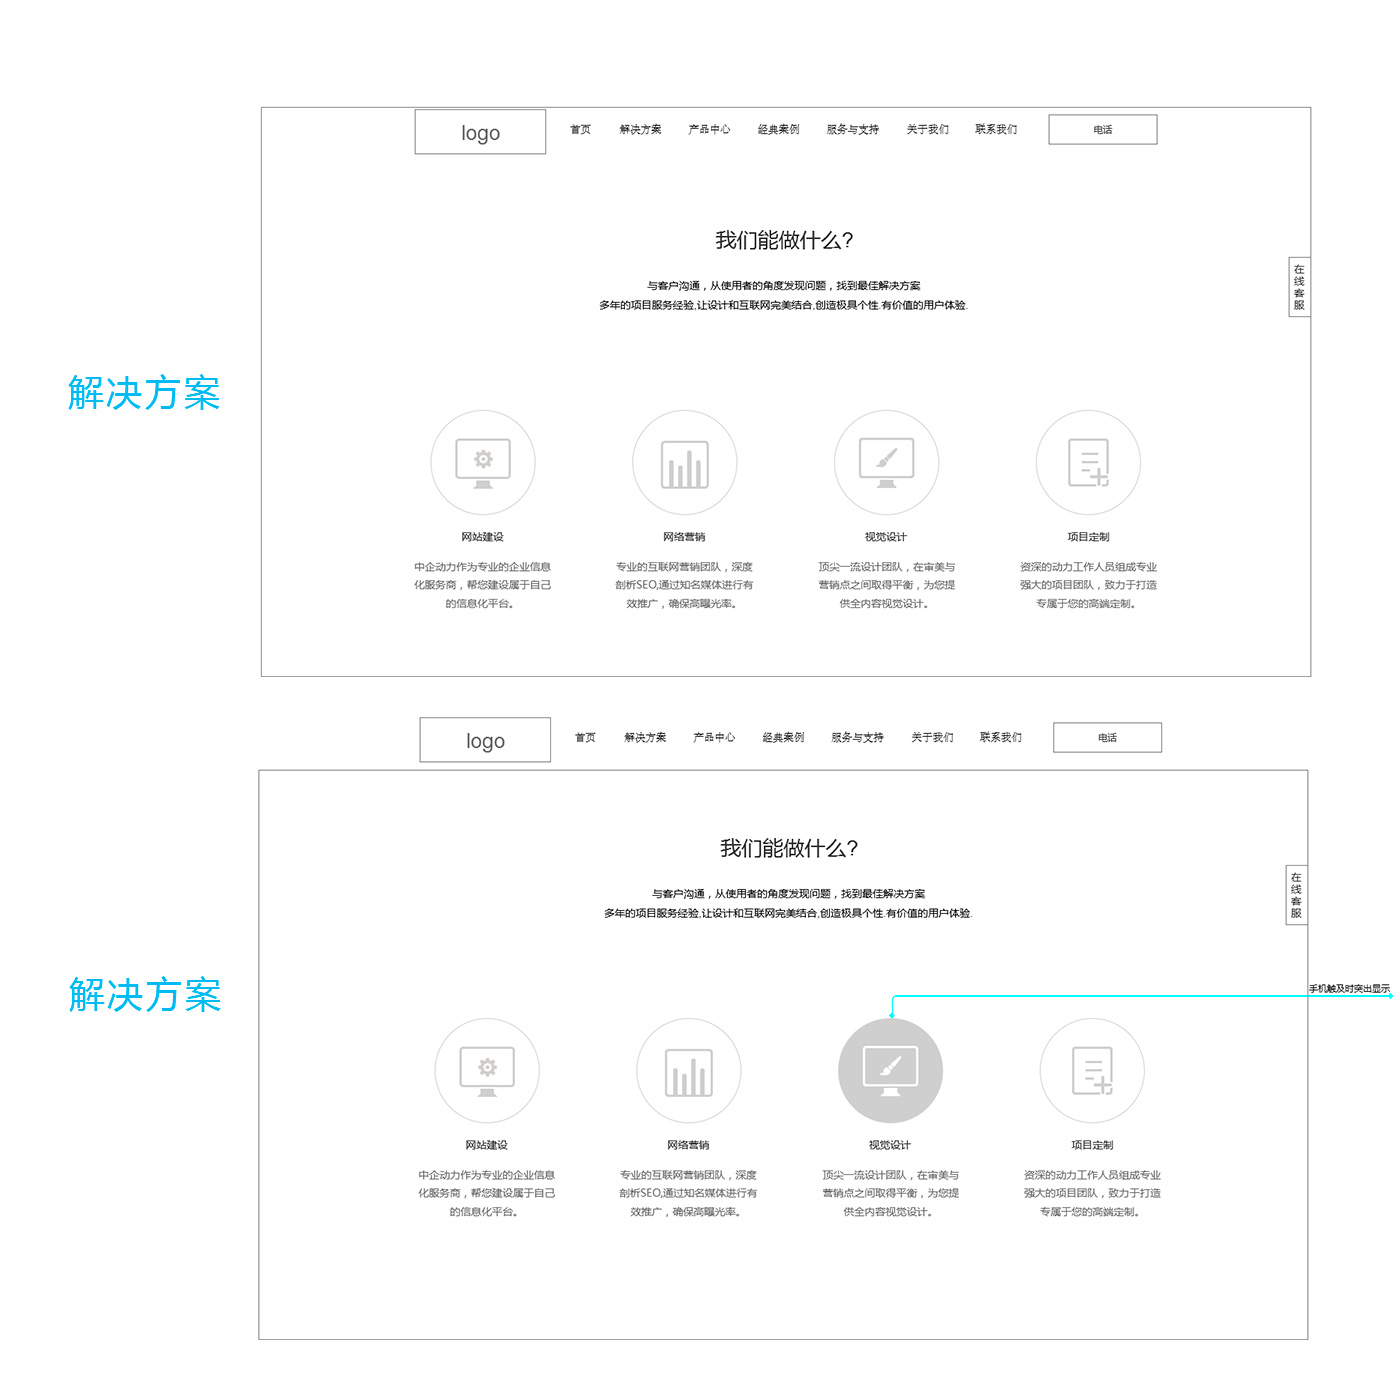 logo
首页 解决方案 产品中心 经典案例 服务与支持 关于我们 联系我们 电话
我们能做什么?
与客户沟通，从使用者的角度发现问题，找到最佳解决方案
多年的项目服务经验,让设计和互联网完美结合,创造极具个性.有价值的用户体验.
在线客服
解决方案
网站建设
中企动力作为专业的企业信息
化服务商，帮您建设属于自己
的信息化平台。
网络营销
专业的互联网营销团队，深度
剖析SEO,通过知名媒体进行有
效推广，确保高曝光率。
视觉设计
顶尖一流设计团队，在审美与
营销点之间取得平衡，为您提
供全内容视觉设计。
项目定制
资深的动力工作人员组成专业
强大的项目团队，致力于打造
专属于您的高端定制。
logo
首页 解决方案 产品中心 经典案例 服务与支持 关于我们 联系我们 电话
我们能做什么?
与客户沟通，从使用者的角度发现问题，找到最佳解决方案
多年的项目服务经验,让设计和互联网完美结合,创造极具个性.有价值的用户体验.
在线客服
解决方案
手机触及时突出显示
网站建设
中企动力作为专业的企业信息
化服务商，帮您建设属于自己
的信息化平台。
网络营销
专业的互联网营销团队，深度
剖析SEO,通过知名媒体进行有
效推广，确保高曝光率。
视觉设计
顶尖一流设计团队，在审美与
营销点之间取得平衡，为您提
供全内容视觉设计。
项目定制
资深的动力工作人员组成专业
强大的项目团队，致力于打造
专属于您的高端定制。